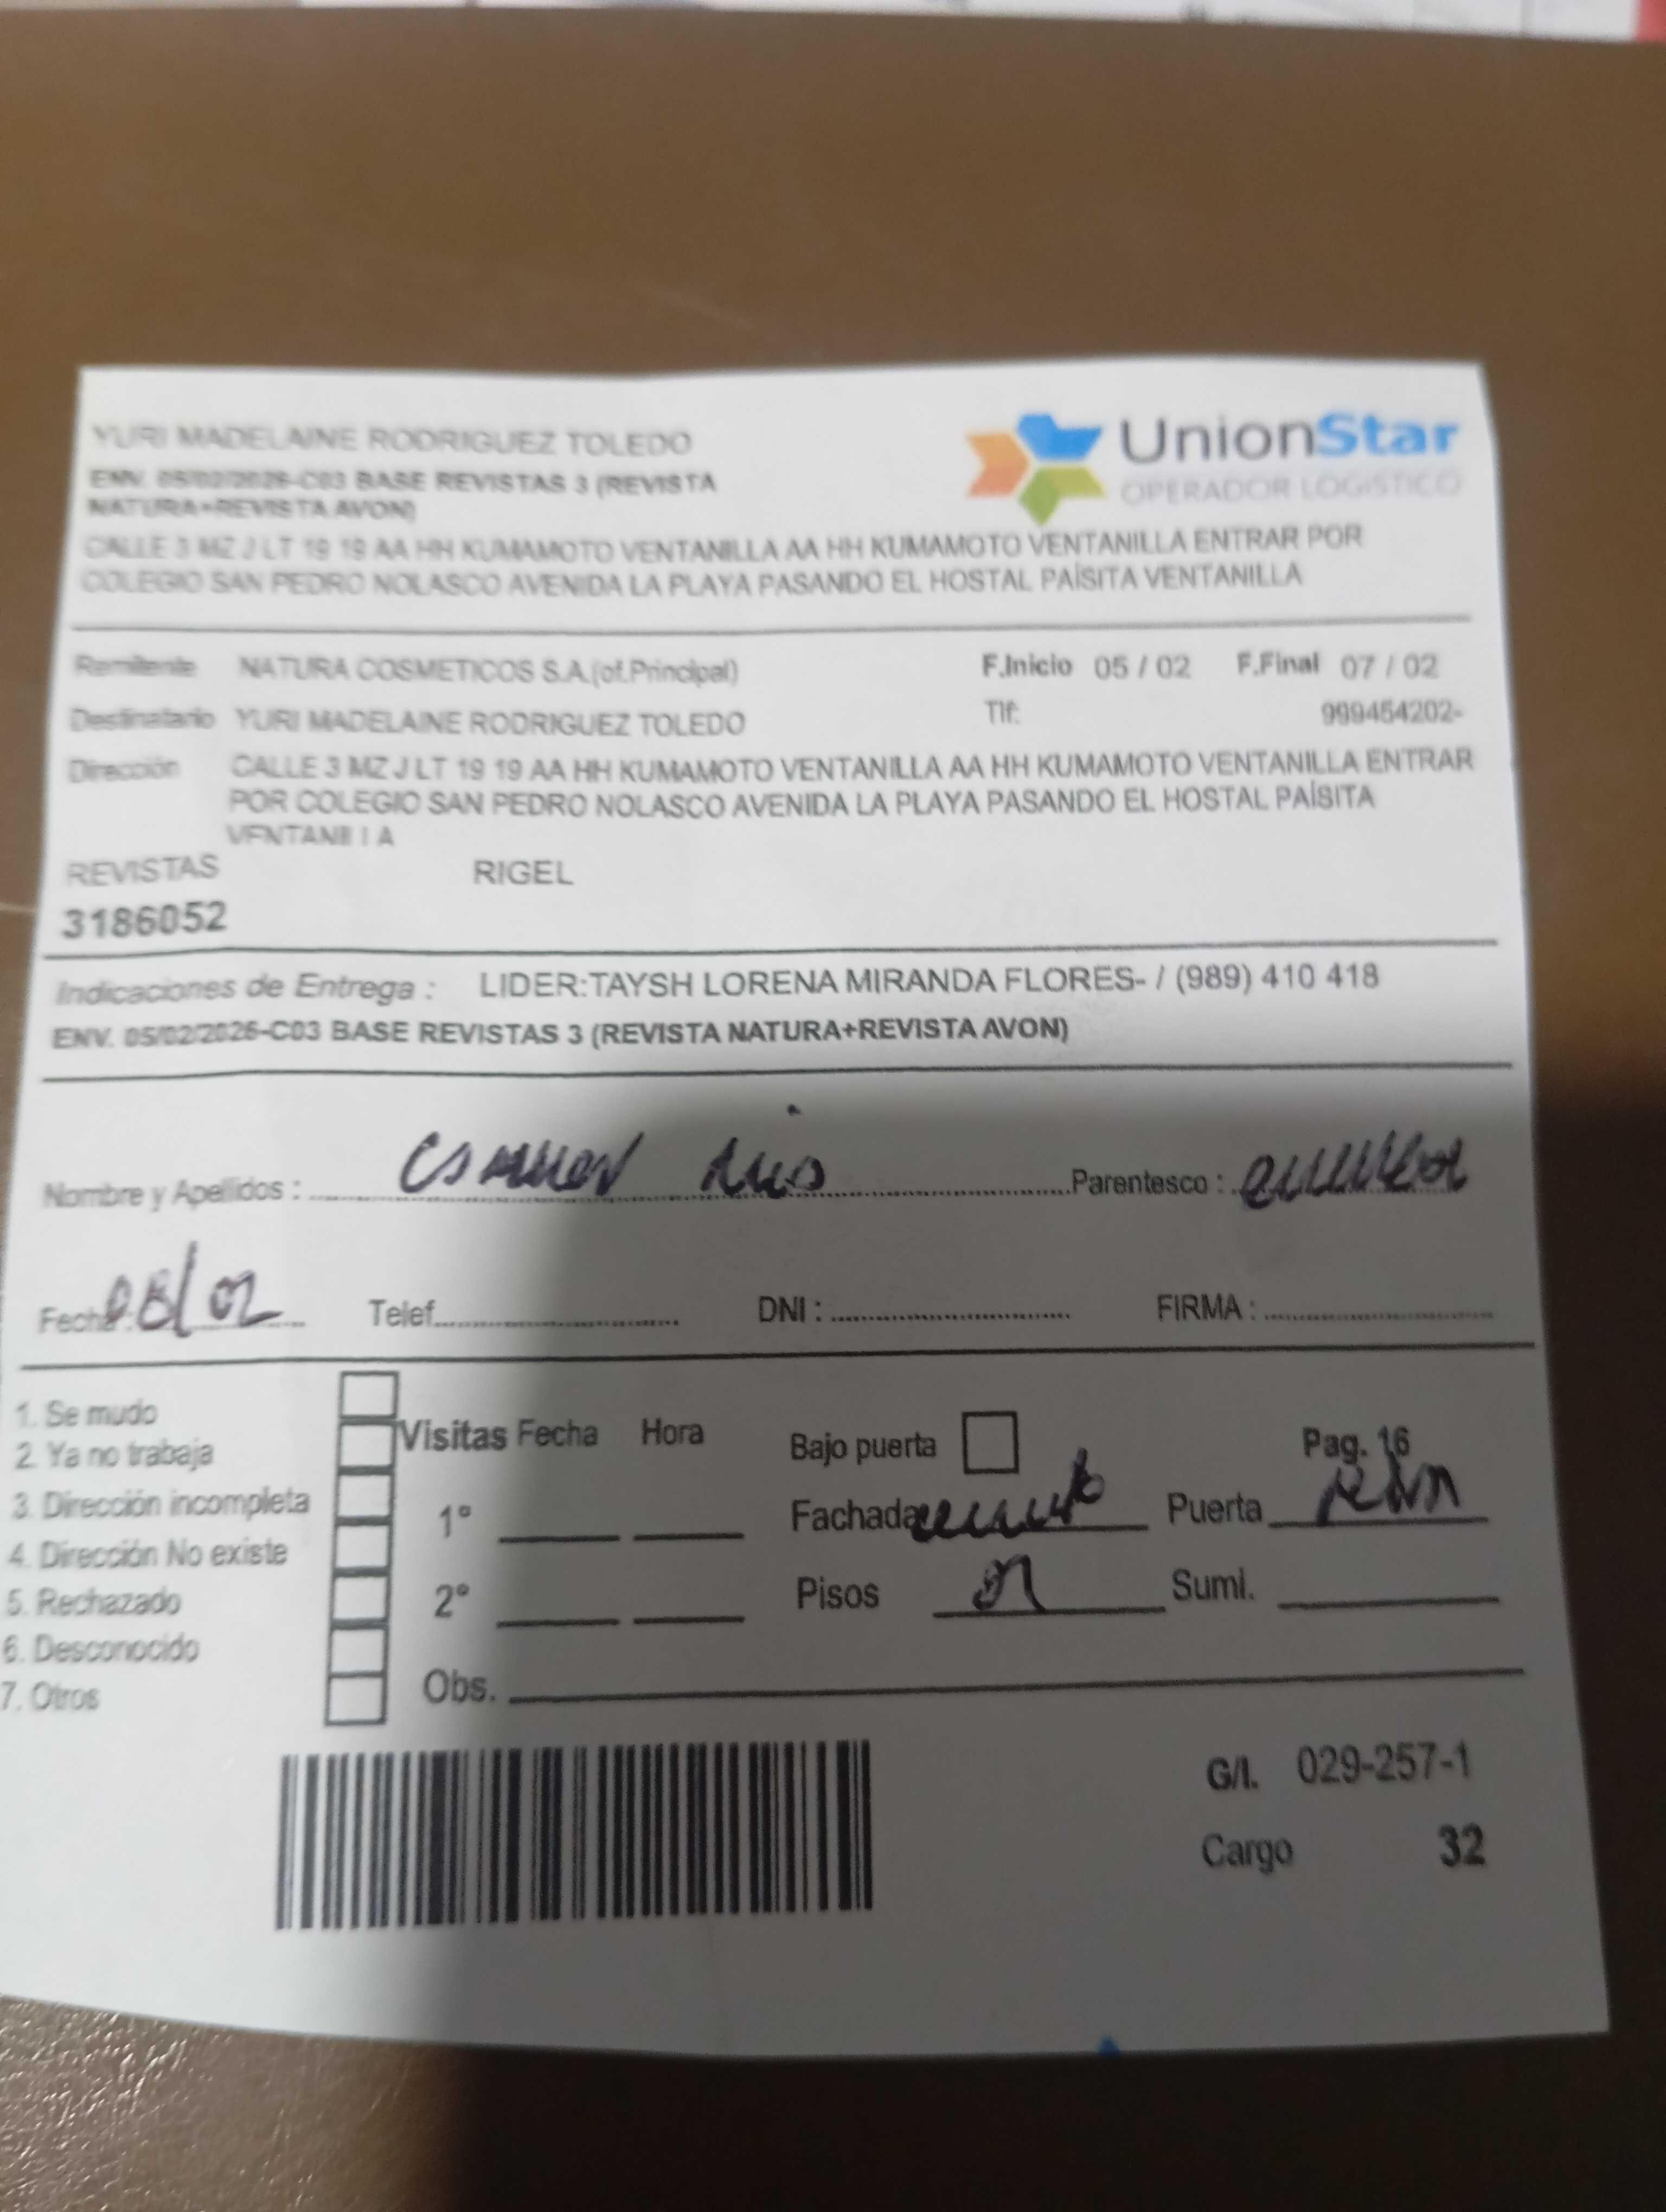 YURI MADELAINE RODRIGUEZ TOLEDO
UnionStar
OPERADOR LOGISTICO
ENV. 05/02/2026-C03 BASE REVISTAS 3 (REVISTA
NATURA+REVISTA AVON)
CALLE 3 MZ J LT 19 19 AA HH KUMAMOTO VENTANILLA AA HH KUMAMOTO VENTANILLA ENTRAR POR
COLEGIO SAN PEDRO NOLASCO AVENIDA LA PLAYA PASANDO EL HOSTAL PAÍSITA VENTANILLA
Remitente NATURA COSMETICOS S.A.(of.Principal) F.Inicio 05 / 02 F.Final 07 / 02
Destinatario YURI MADELAINE RODRIGUEZ TOLEDO Tlf: 999454202-
Dirección CALLE 3 MZ J LT 19 19 AA HH KUMAMOTO VENTANILLA AA HH KUMAMOTO VENTANILLA ENTRAR
POR COLEGIO SAN PEDRO NOLASCO AVENIDA LA PLAYA PASANDO EL HOSTAL PAÍSITA
VENTANILLA
REVISTAS RIGEL
3186052
Indicaciones de Entrega : LIDER:TAYSH LORENA MIRANDA FLORES- / (989) 410 418
ENV. 05/02/2026-C03 BASE REVISTAS 3 (REVISTA NATURA+REVISTA AVON)
Nombre y Apellidos : Parentesco :
Fecha: 08/02 Telef. DNI : FIRMA :
1. Se mudo
2. Ya no trabaja
3. Dirección incompleta
4. Dirección No existe
5. Rechazado
6. Desconocido
7. Otros
Visitas Fecha Hora
1°
2°
Obs.
Bajo puerta Pag. 16
Fachada Puerta
Pisos 01 Sumi.
G/I. 029-257-1
Cargo 32